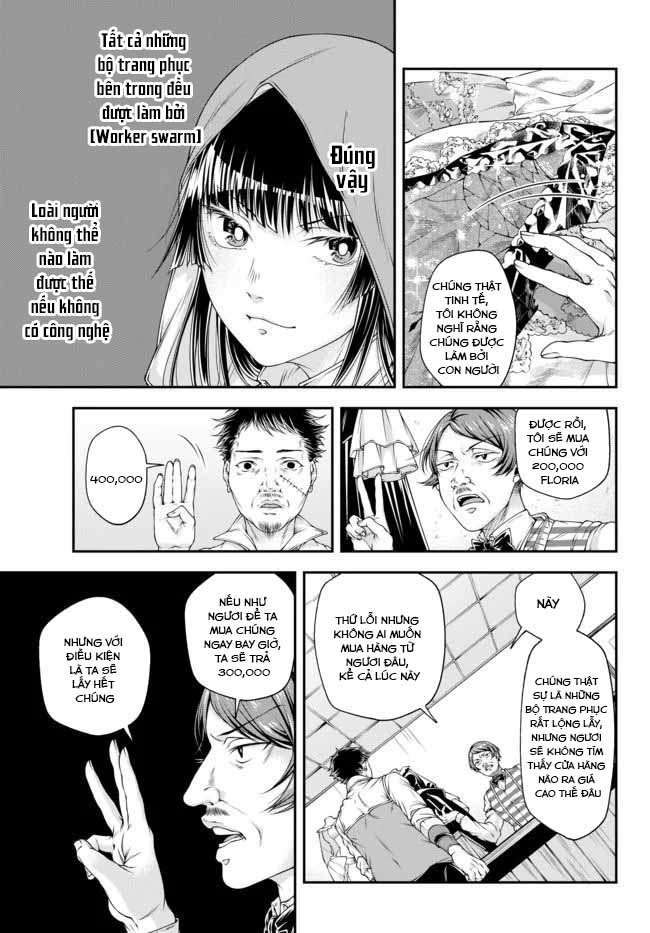 CHÚNG THẬT
TINH TẾ,
TÔI KHÔNG
NGHĨ RẰNG
CHÚNG ĐƯỢC
LÀM BỞI
CON NGƯỜI
Đúng
vậy
Tất cả những
bộ trang phục
bên trong đều
được làm bởi
[Worker swarm]
Loài người
không thể
nào làm
được thế
nếu không
có công nghệ
ĐƯỢC RỒI,
TÔI SẼ MUA
CHÚNG VỚI
200,000
FLORIA
400,000
NÀY
CHÚNG THẬT
SỰ LÀ NHỮNG
BỘ TRANG PHỤC
RẤT LỘNG LẪY,
NHƯNG NGƯƠI
SẼ KHÔNG TÌM
THẤY CỬA HÀNG
NÀO RA GIÁ
CAO THẾ ĐÂU
THỨ LỖI NHƯNG
KHÔNG AI MUỐN
MUA HÀNG TỪ
NGƯƠI ĐÂU,
KỂ CẢ LÚC NÀY
NẾU NHƯ
NGƯƠI ĐỂ TA
MUA CHÚNG
NGAY BAY GIỜ,
TA SẼ TRẢ
300,000
NHƯNG VỚI
ĐIỀU KIỆN
LÀ TA SẼ
LẤY HẾT
CHÚNG